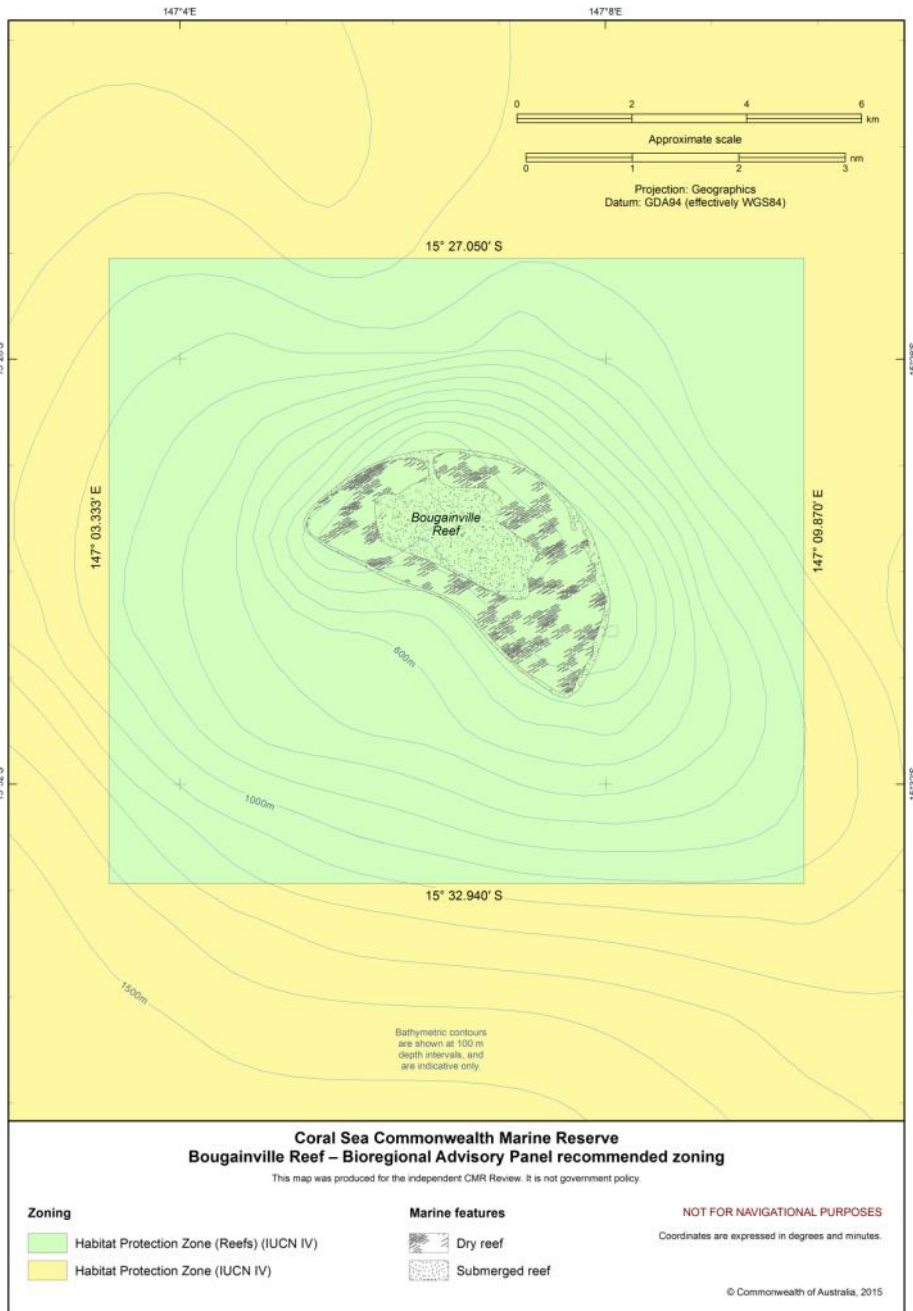 147°4'E
147°8'E
0 2 4 6
km
Approximate scale
nm
0 1 2 3
Projection: Geographics
Datum: GDA94 (effectively WGS84)
15° 27.050' S
147° 03.333' E
Bougainville
Reef
147° 09.870' E
600m
1000m
15° 32.940' S
1500m
Bathymetric contours
are shown at 100 m
depth intervals, and
are indicative only.
Coral Sea Commonwealth Marine Reserve
Bougainville Reef – Bioregional Advisory Panel recommended zoning
This map was produced for the independent CMR Review. It is not government policy.
Zoning
Habitat Protection Zone (Reefs) (IUCN IV)
Habitat Protection Zone (IUCN IV)
Marine features
Dry reef
Submerged reef
NOT FOR NAVIGATIONAL PURPOSES
Coordinates are expressed in degrees and minutes.
© Commonwealth of Australia, 2015